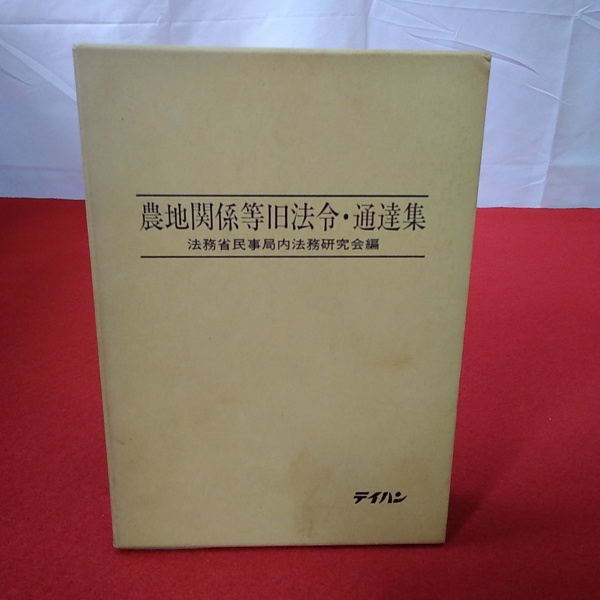 農地関係等旧法令・通達集
法務省民事局内法務研究会編
テイハン